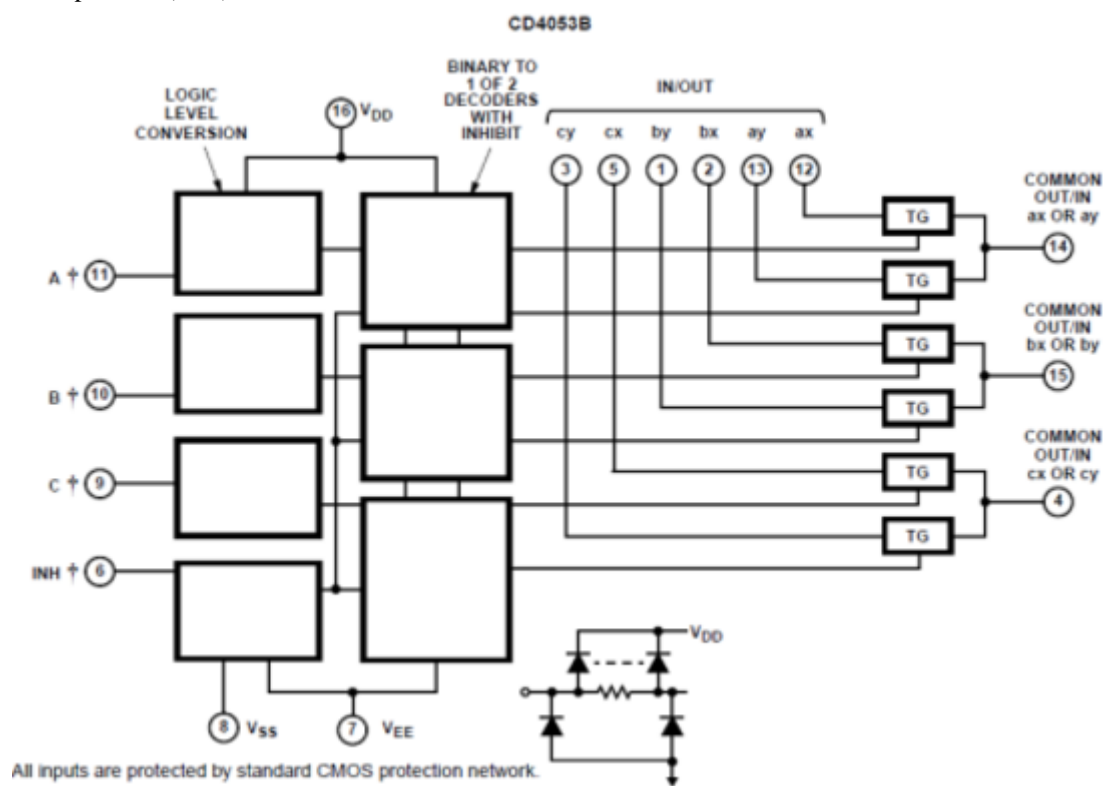 CD4053B
LOGIC
LEVEL
CONVERSION
16 VDD
BINARY TO
1 OF 2
DECODERS
WITH
INHIBIT
IN/OUT
cy cx by bx ay ax
3 5 1 2 13 12
COMMON
OUT/IN
ax OR ay
TG
14
A † 11
TG
COMMON
OUT/IN
bx OR by
TG
15
B † 10
TG
COMMON
OUT/IN
cx OR cy
TG
4
C † 9
TG
INH † 6
VDD
8 VSS
7 VEE
All inputs are protected by standard CMOS protection network.